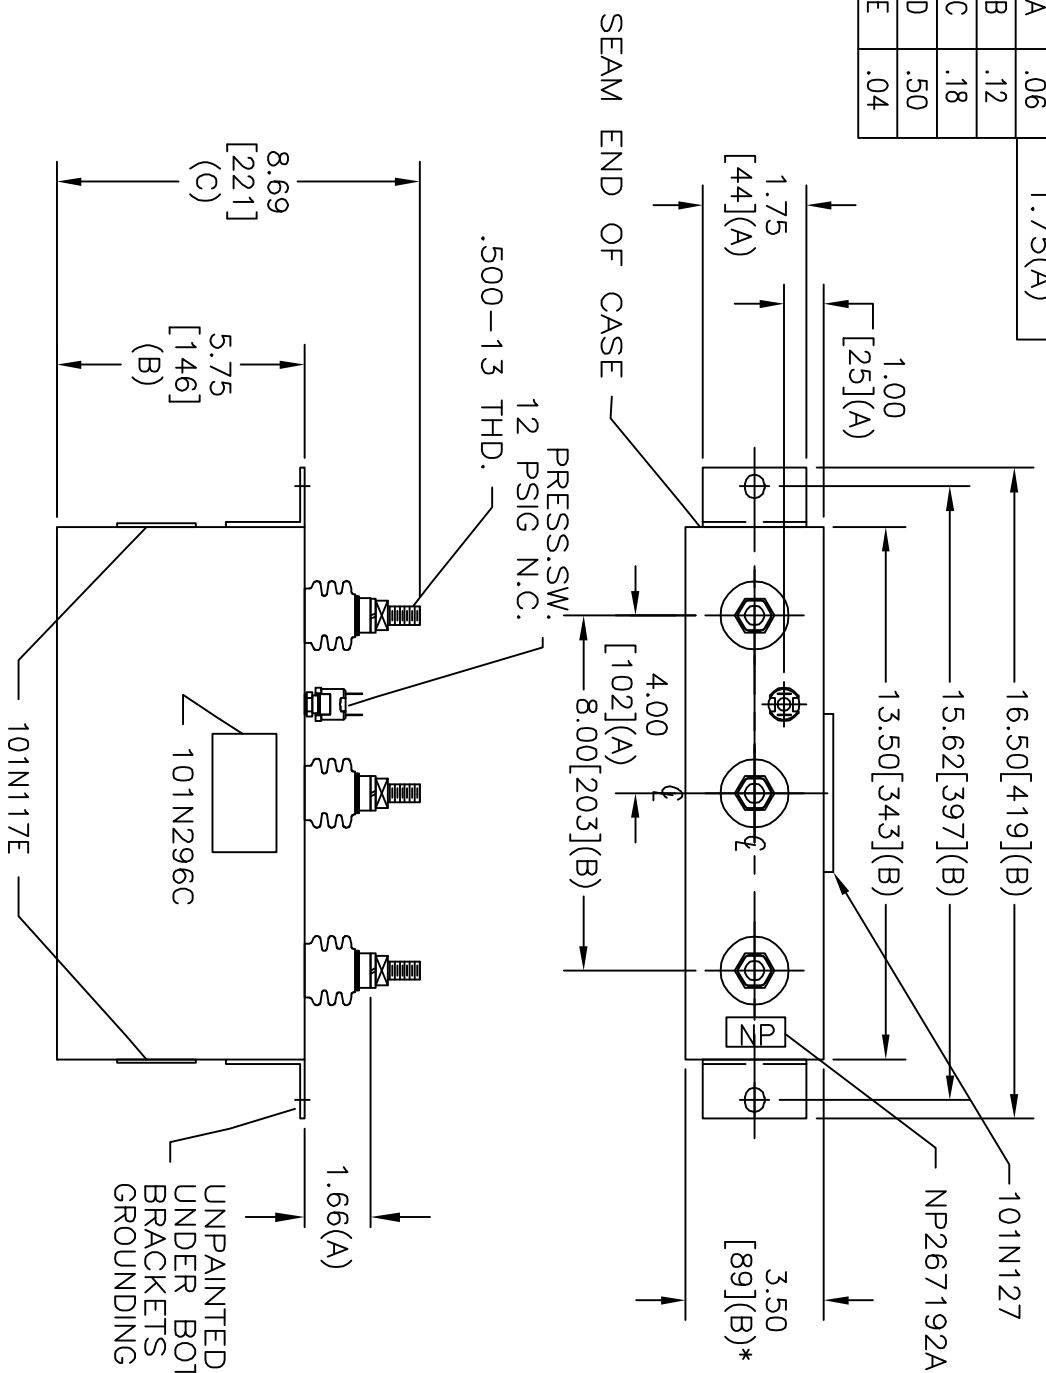 A .06
B .12
C .18
D .50
E .04
1.75(A)
16.50[419](B)
15.62[397](B)
13.50[343](B)
1.00
[25](A)
1.75
[44](A)
SEAM END OF CASE
4.00
[102](A)
8.00[203](B)
CL
CL
NP
101N127
NP267192A
3.50
[89](B)*
PRESS.SW.
12 PSIG N.C.
.500-13 THD.
8.69
[221]
(C)
5.75
[146]
(B)
1.66(A)
101N296C
101N117E
UNPAINTED
UNDER BOT
BRACKETS
GROUNDING